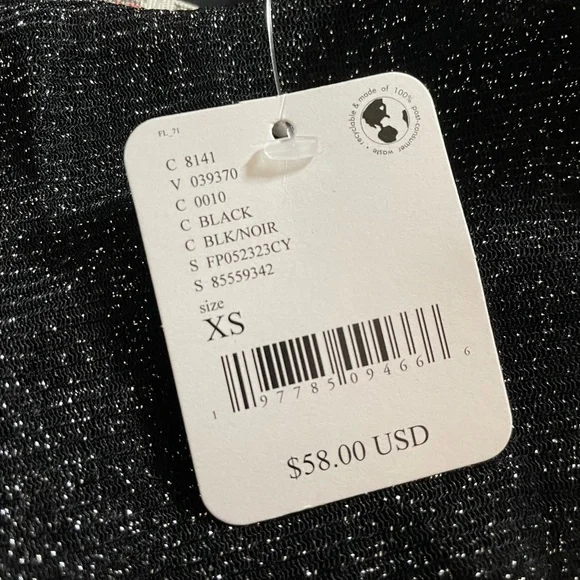 FL_71
recyclable & made of 100% post-consumer waste •
C 8141
V 039370
C 0010
C BLACK
C BLK/NOIR
S FP052323CY
S 85559342
size
XS
1 97785 09466 6
$58.00 USD